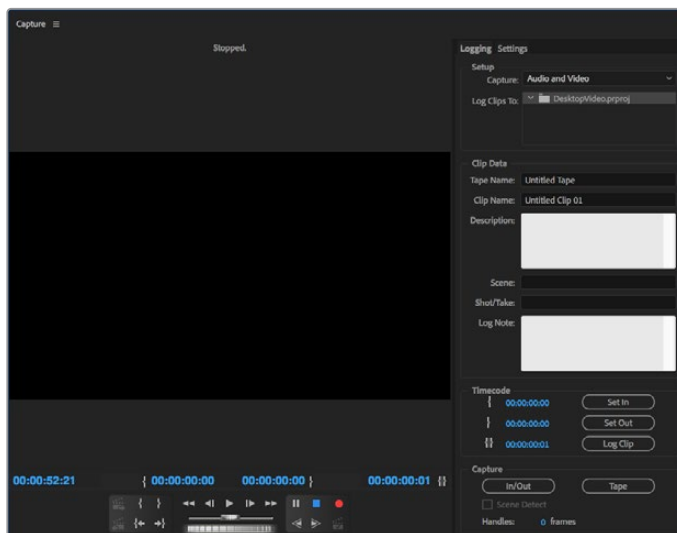 Capture
Stopped.
Logging Settings
Setup
Capture: Audio and Video
Log Clips To: DesktopVideo.prproj
Clip Data
Tape Name: Untitled Tape
Clip Name: Untitled Clip 01
Description:
Scene:
Shot/Take:
Log Note:
Timecode
{ 00:00:00:00 Set In
} 00:00:00:00 Set Out
{} 00:00:00:01 Log Clip
00:00:52:21 { 00:00:00:00 00:00:00:00 } 00:00:00:01 {}
Capture
In/Out Tape
Scene Detect
Handles: 0 frames